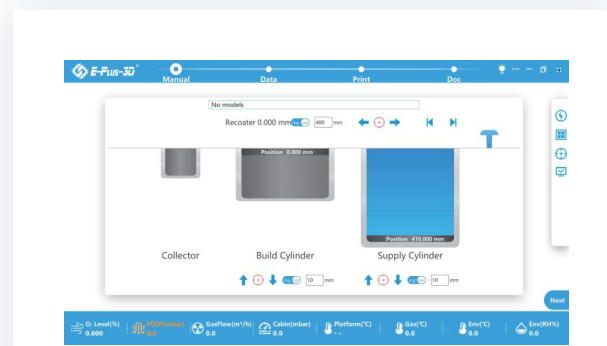 E-Plus-3D
Manual
Data
Print
Doc
No models
Recoater 0.000 mm 400 mm
Position 0.000 mm
Position 410.000 mm
Collector
Build Cylinder
Supply Cylinder
10 mm
10 mm
Next
O₂ Level(%)
0.000
0.0
GasFlow(m³/h)
0.0
Cabin(mbar)
0.0
Platform(°C)
- -
Gas(°C)
0.0
Env(°C)
0.0
Env(RH%)
0.0